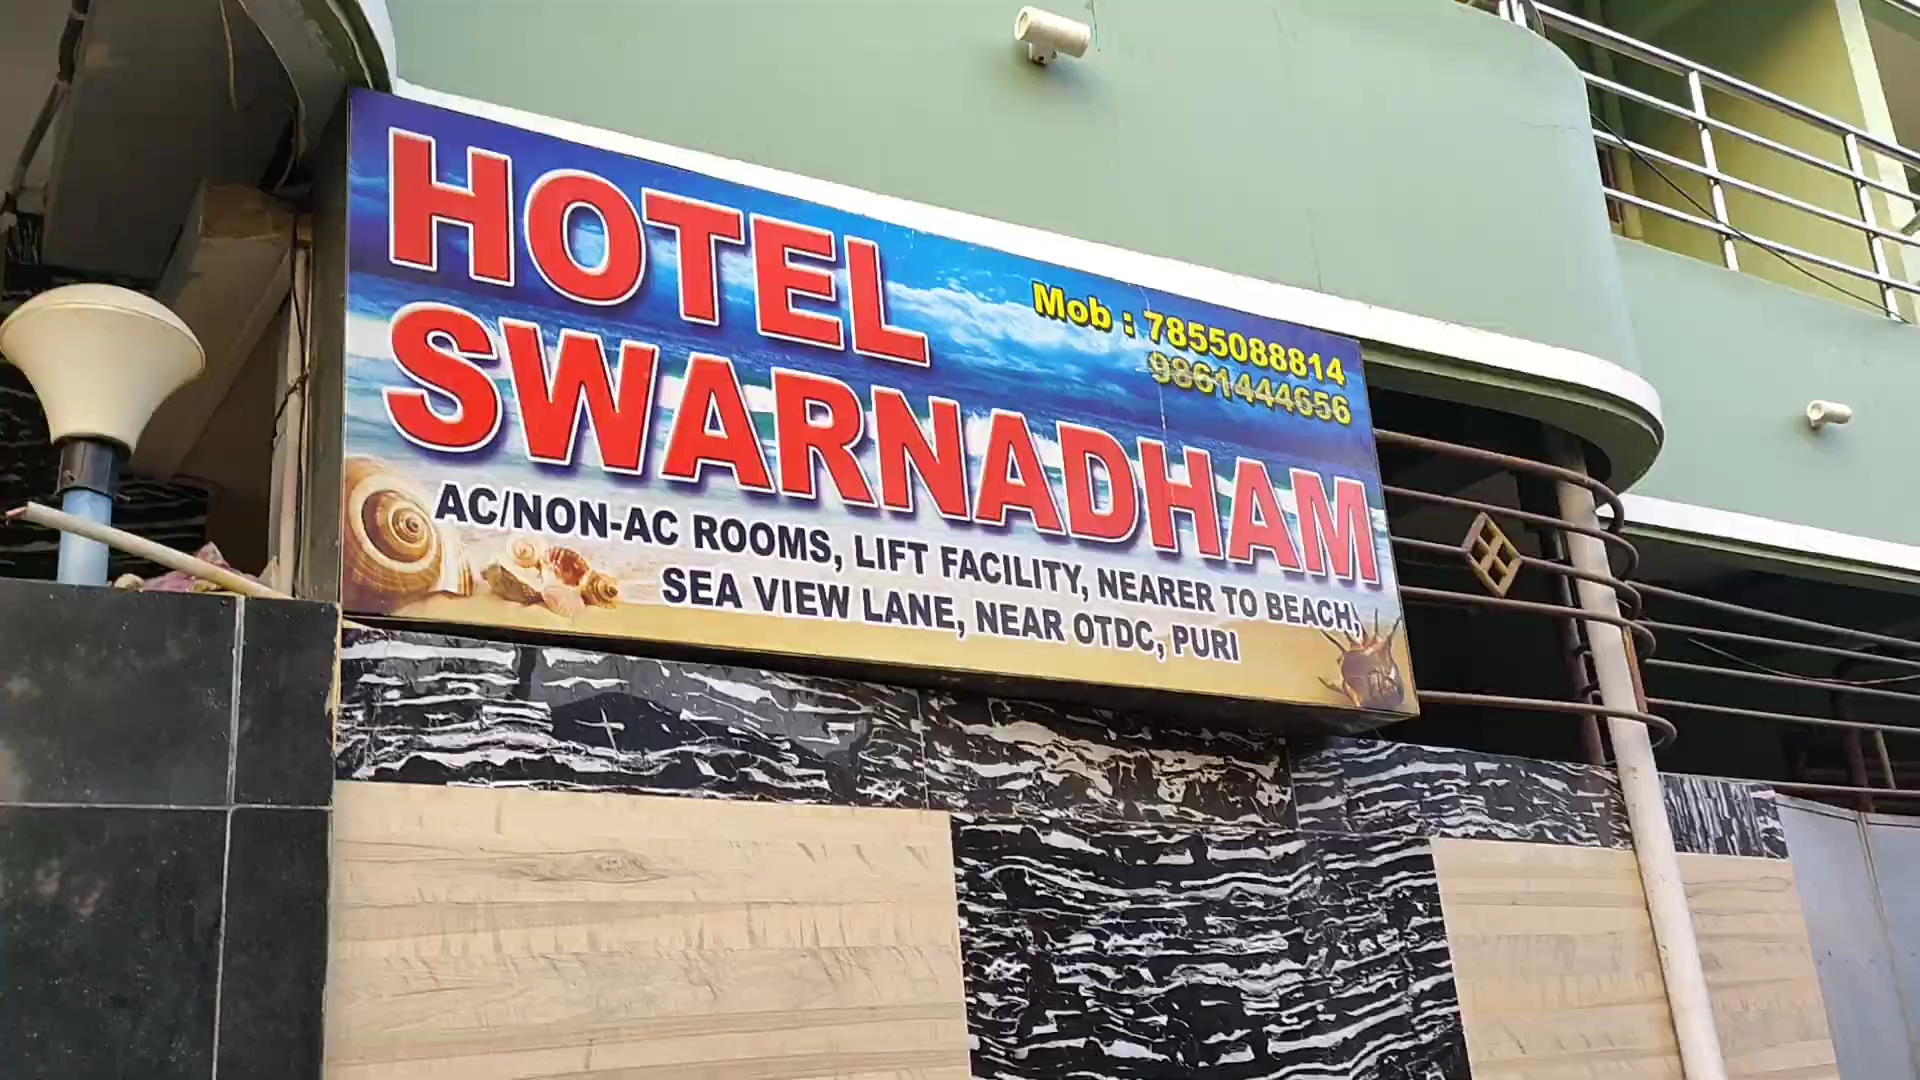 HOTEL
SWARNADHAM
Mob : 7855088814
9861444656
AC/NON-AC ROOMS, LIFT FACILITY, NEARER TO BEACH,
SEA VIEW LANE, NEAR OTDC, PURI